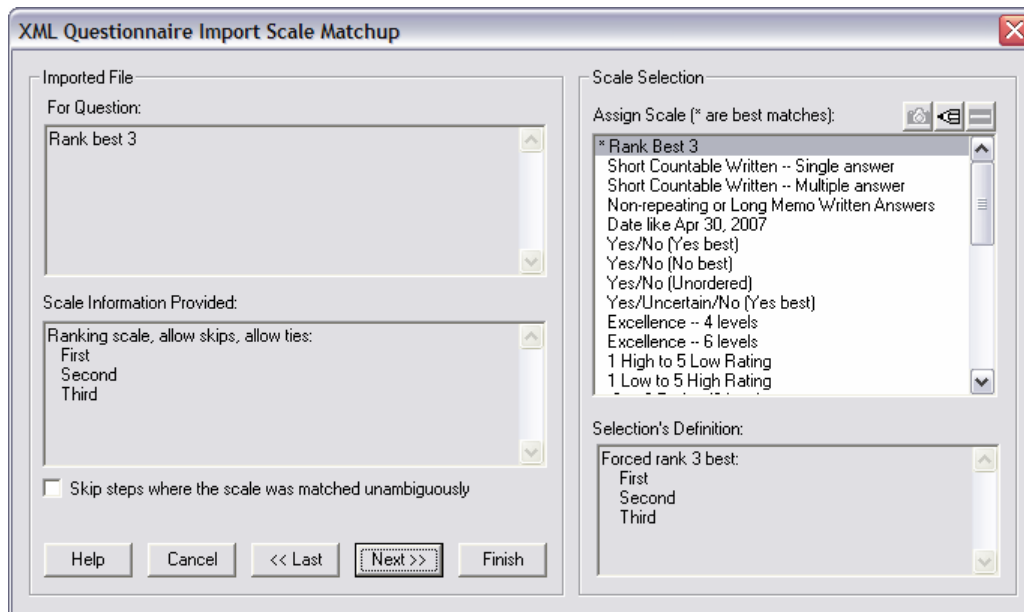 XML Questionnaire Import Scale Matchup
Imported File
For Question:
Rank best 3
Scale Information Provided:
Ranking scale, allow skips, allow ties:
First
Second
Third
Skip steps where the scale was matched unambiguously
Help
Cancel
<< Last
Next >>
Finish
Scale Selection
Assign Scale (* are best matches):
* Rank Best 3
Short Countable Written -- Single answer
Short Countable Written -- Multiple answer
Non-repeating or Long Memo Written Answers
Date like Apr 30, 2007
Yes/No (Yes best)
Yes/No (No best)
Yes/No (Unordered)
Yes/Uncertain/No (Yes best)
Excellence -- 4 levels
Excellence -- 6 levels
1 High to 5 Low Rating
1 Low to 5 High Rating
Selection's Definition:
Forced rank 3 best:
First
Second
Third